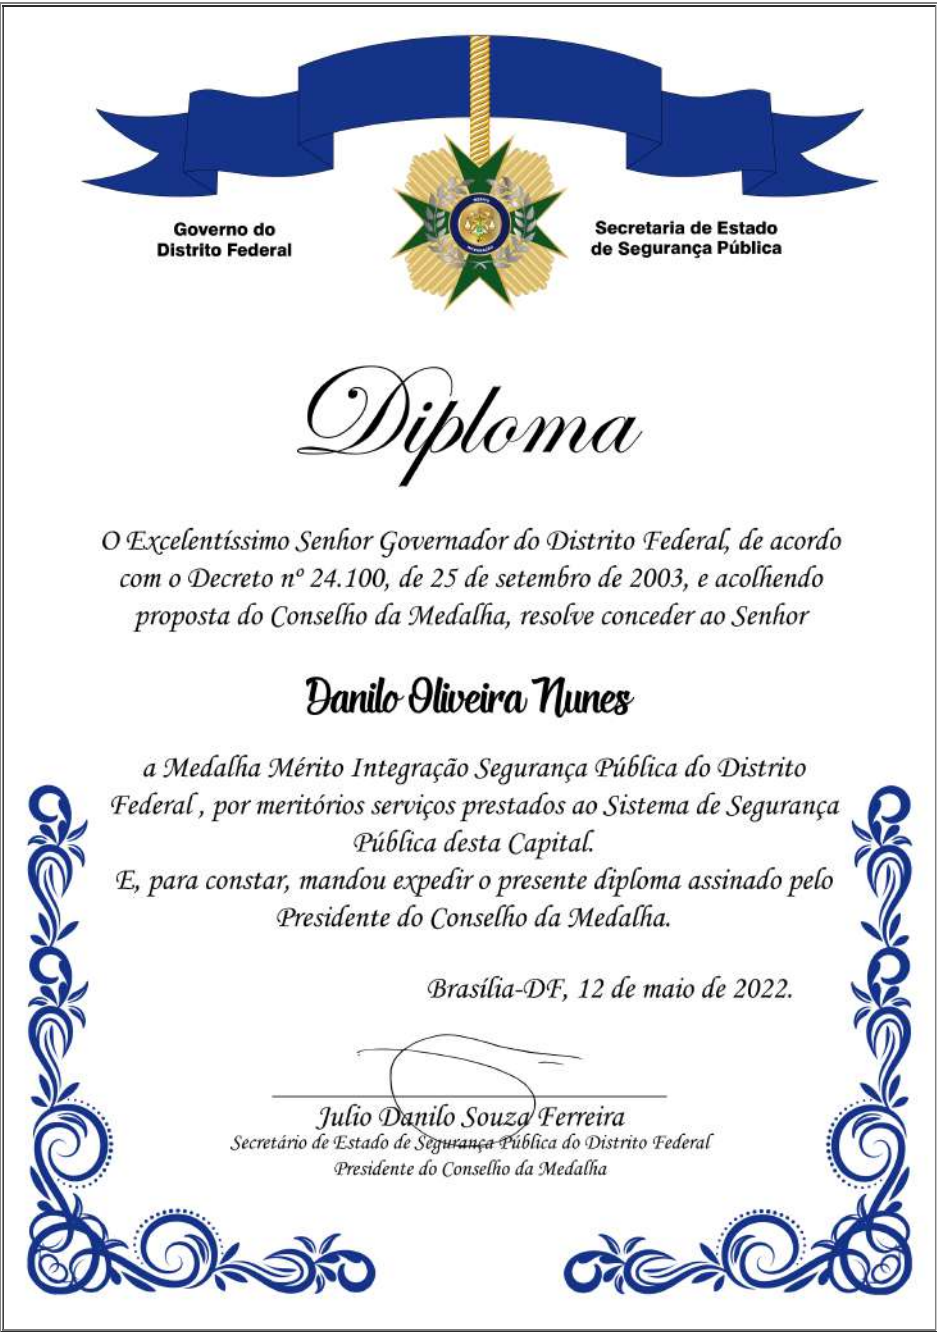 Governo do
Distrito Federal
Secretaria de Estado
de Segurança Pública
MÉRITO
INTEGRAÇÃO
Diploma
O Excelentíssimo Senhor Governador do Distrito Federal, de acordo
com o Decreto nº 24.100, de 25 de setembro de 2003, e acolhendo
proposta do Conselho da Medalha, resolve conceder ao Senhor
Danilo Oliveira Nunes
a Medalha Mérito Integração Segurança Pública do Distrito
Federal , por meritórios serviços prestados ao Sistema de Segurança
Pública desta Capital.
E, para constar, mandou expedir o presente diploma assinado pelo
Presidente do Conselho da Medalha.
Brasília-DF, 12 de maio de 2022.
Julio Danilo Souza Ferreira
Secretário de Estado de Segurança Pública do Distrito Federal
Presidente do Conselho da Medalha